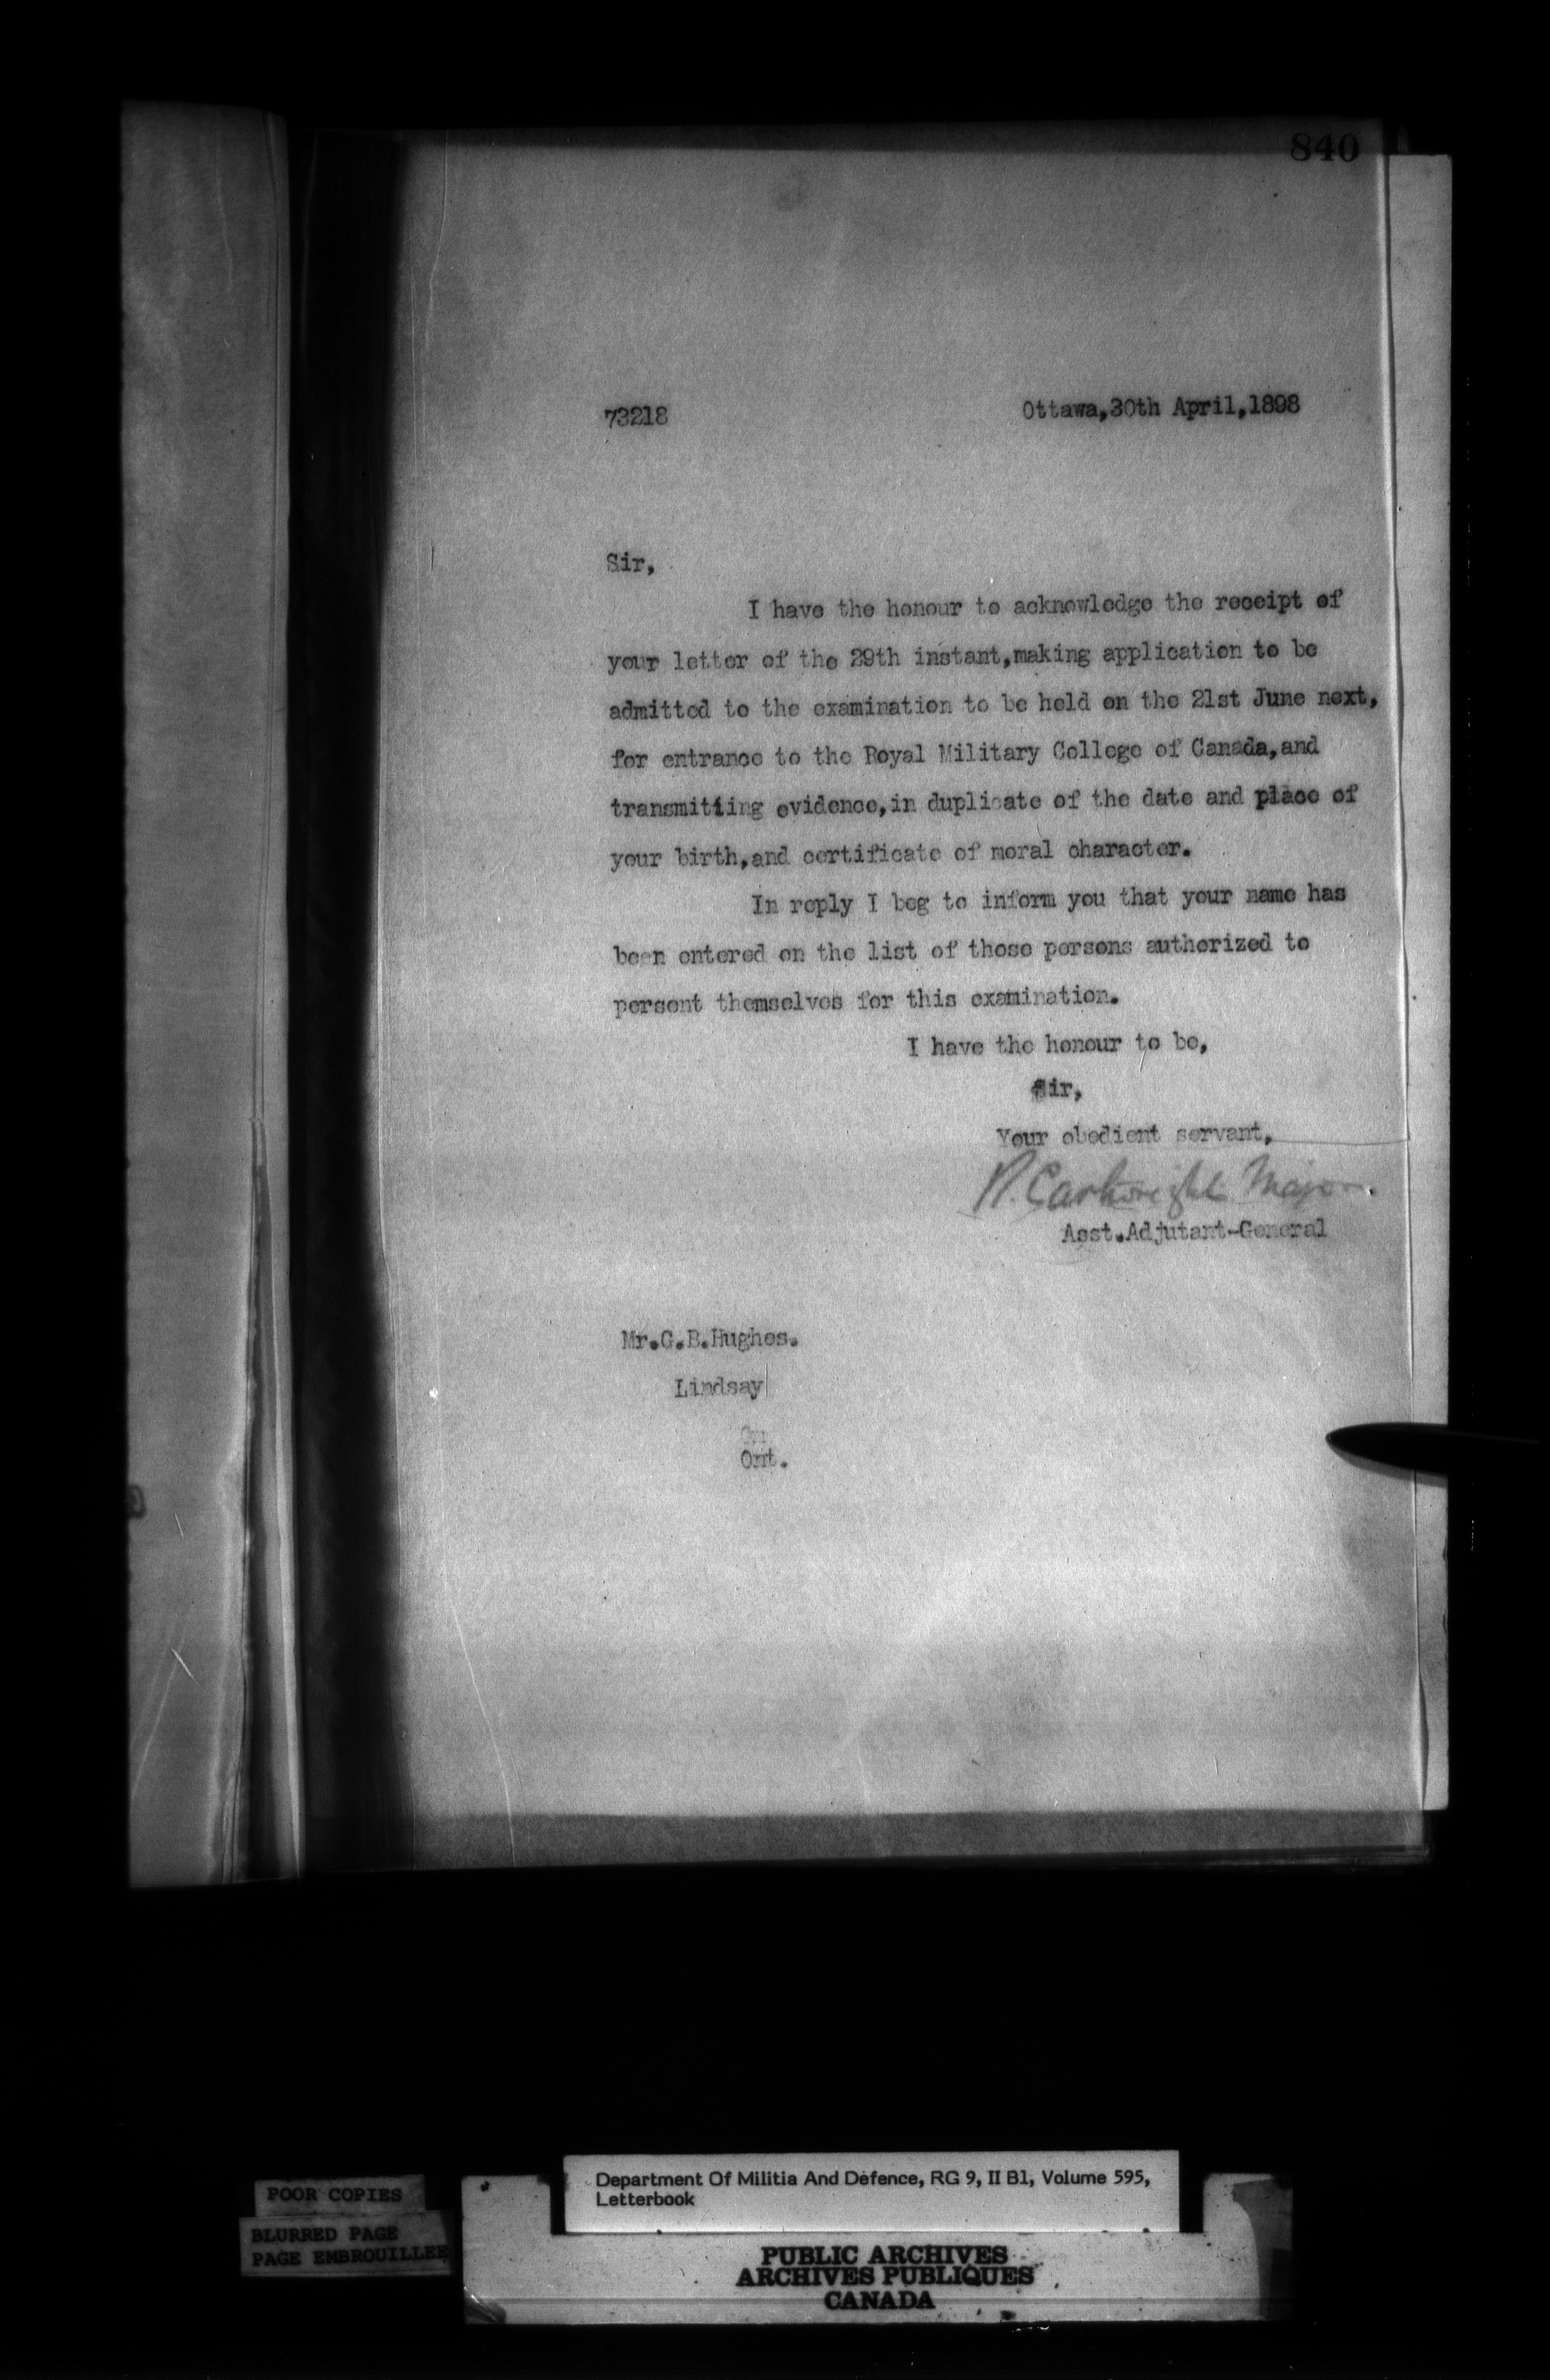 840
73218 Ottawa,30th April,1898
Sir,
I have the honour to acknowledge the receipt of
your letter of the 29th instant,making application to be
admitted to the examination to be held on the 21st June next,
for entrance to the Royal Military College of Canada,and
transmitiing evidence,in duplicate of the date and place of
your birth,and certificate of moral character.
In reply I beg to inform you that your name has
been entered on the list of those persons authorized to
persent themselves for this examination.
I have the honour to be,
Sir,
Your obedient servant,
R. Cartwright Major.
Asst.Adjutant-General
Mr.G.B.Hughes.
Lindsay
On
Ont.
Department Of Militia And Defence, RG 9, II B1, Volume 595,
Letterbook
POOR COPIES
BLURRED PAGE
PAGE EMBROUILLEE
PUBLIC ARCHIVES
ARCHIVES PUBLIQUES
CANADA